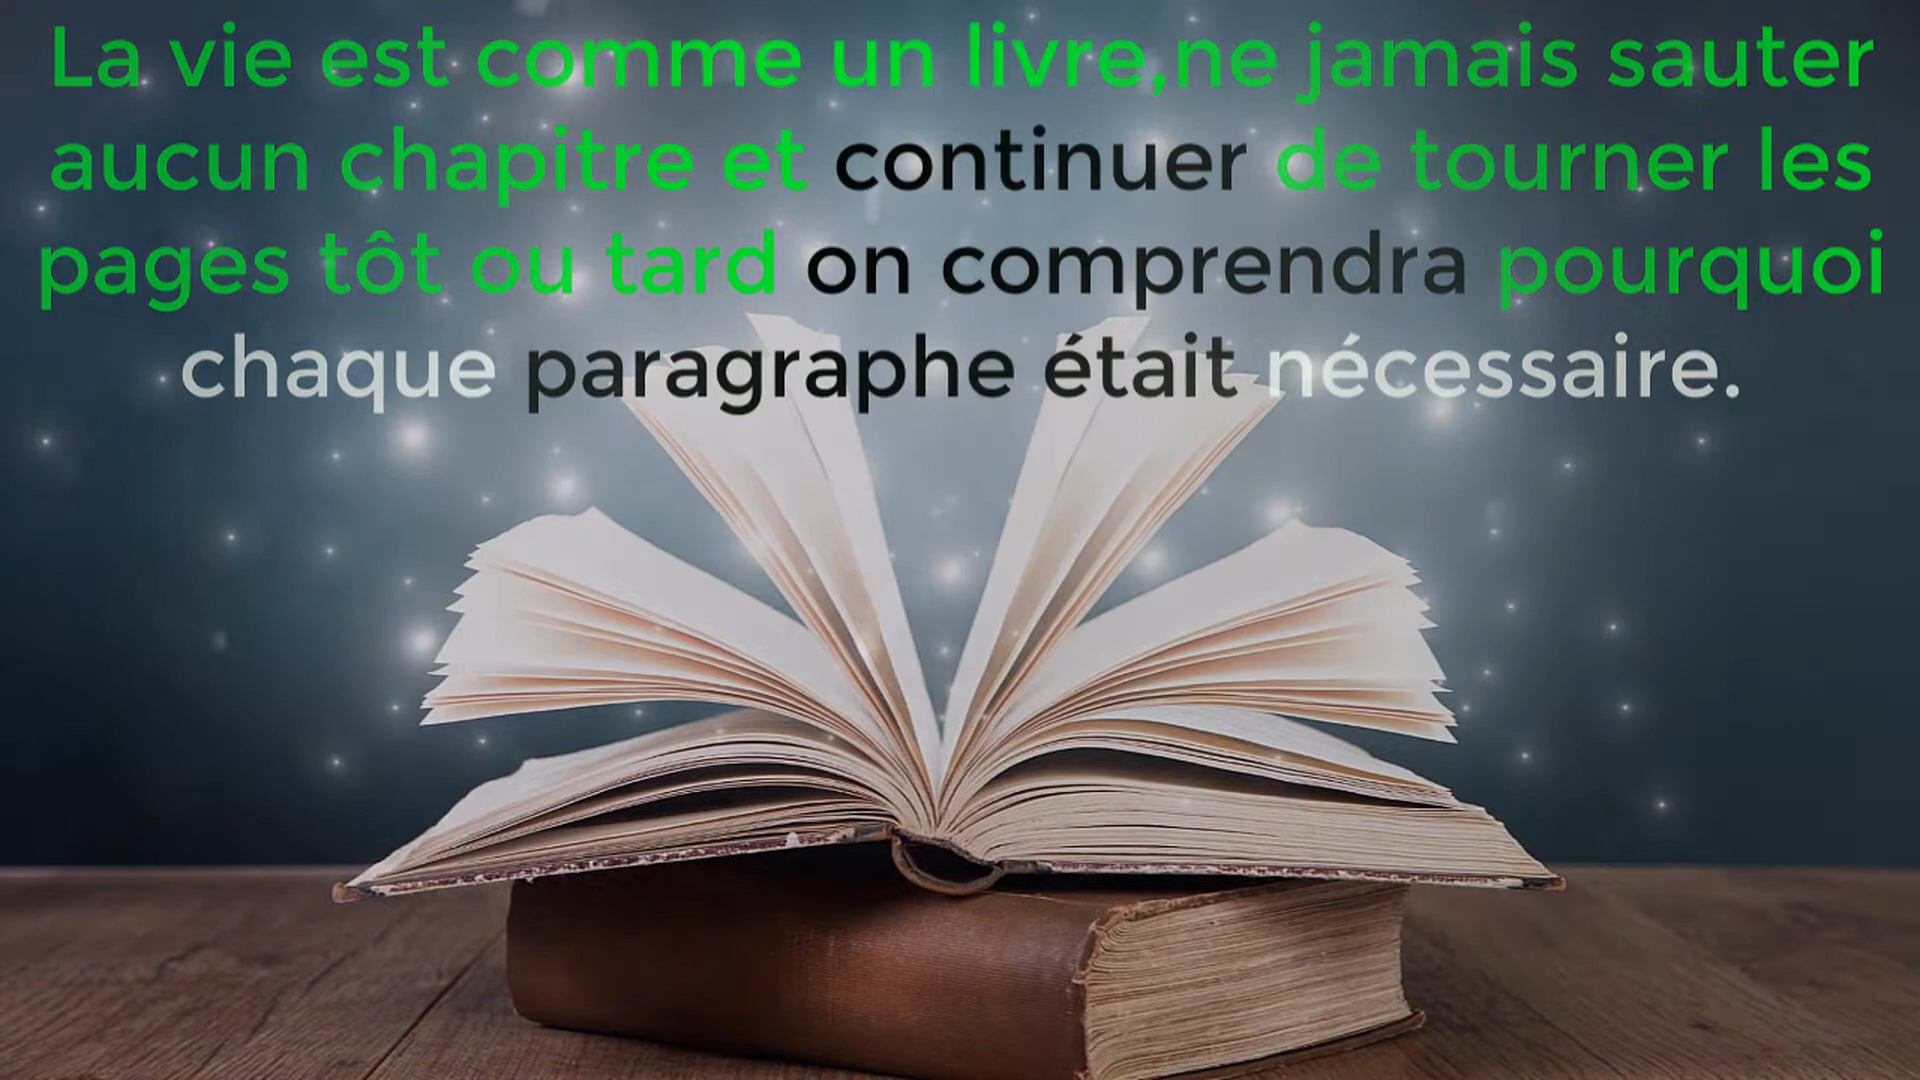 La vie est comme un livre,ne jamais sauter
aucun chapitre et continuer de tourner les
pages tôt ou tard on comprendra pourquoi
chaque paragraphe était nécessaire.